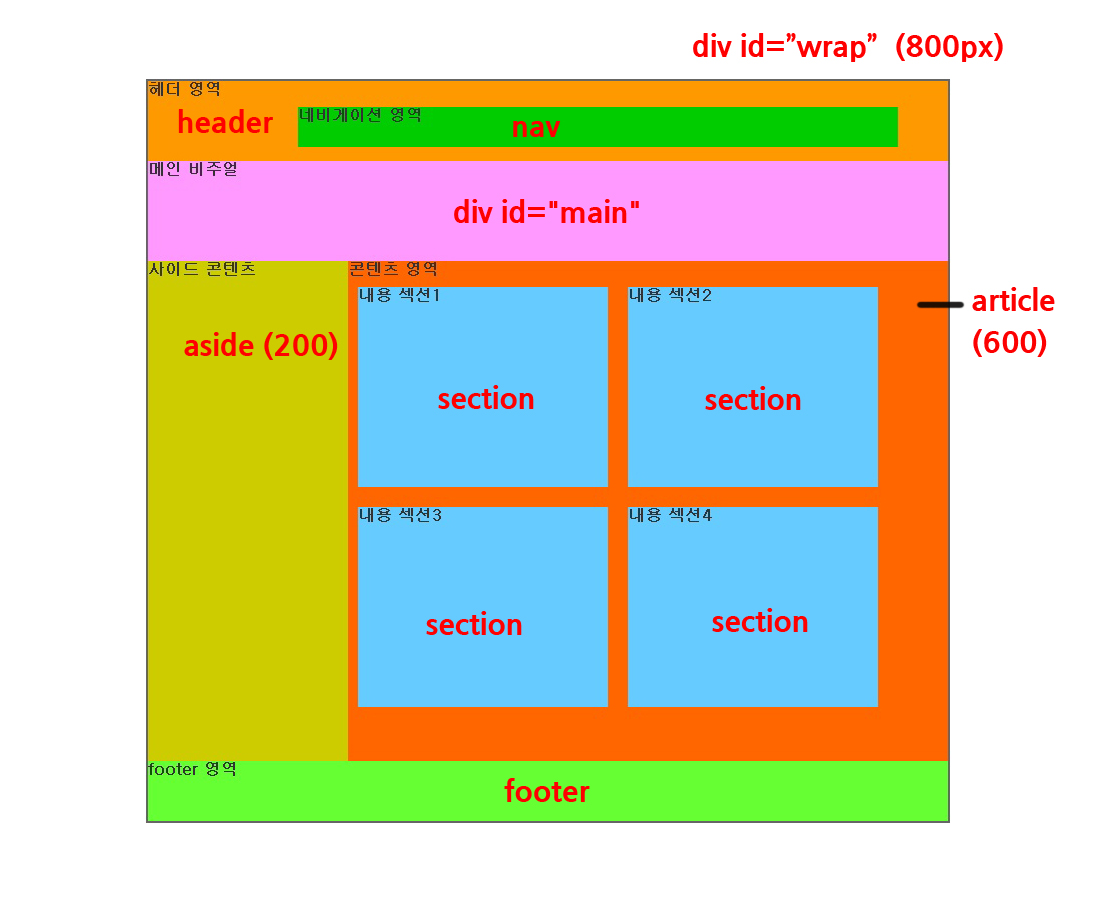 div id=”wrap” (800px)
헤더 영역
header
네비게이션 영역
nav
메인 비주얼
div id="main"
사이드 콘텐츠
aside (200)
콘텐츠 영역
내용 섹션1
section
내용 섹션2
section
article
(600)
내용 섹션3
section
내용 섹션4
section
footer 영역
footer